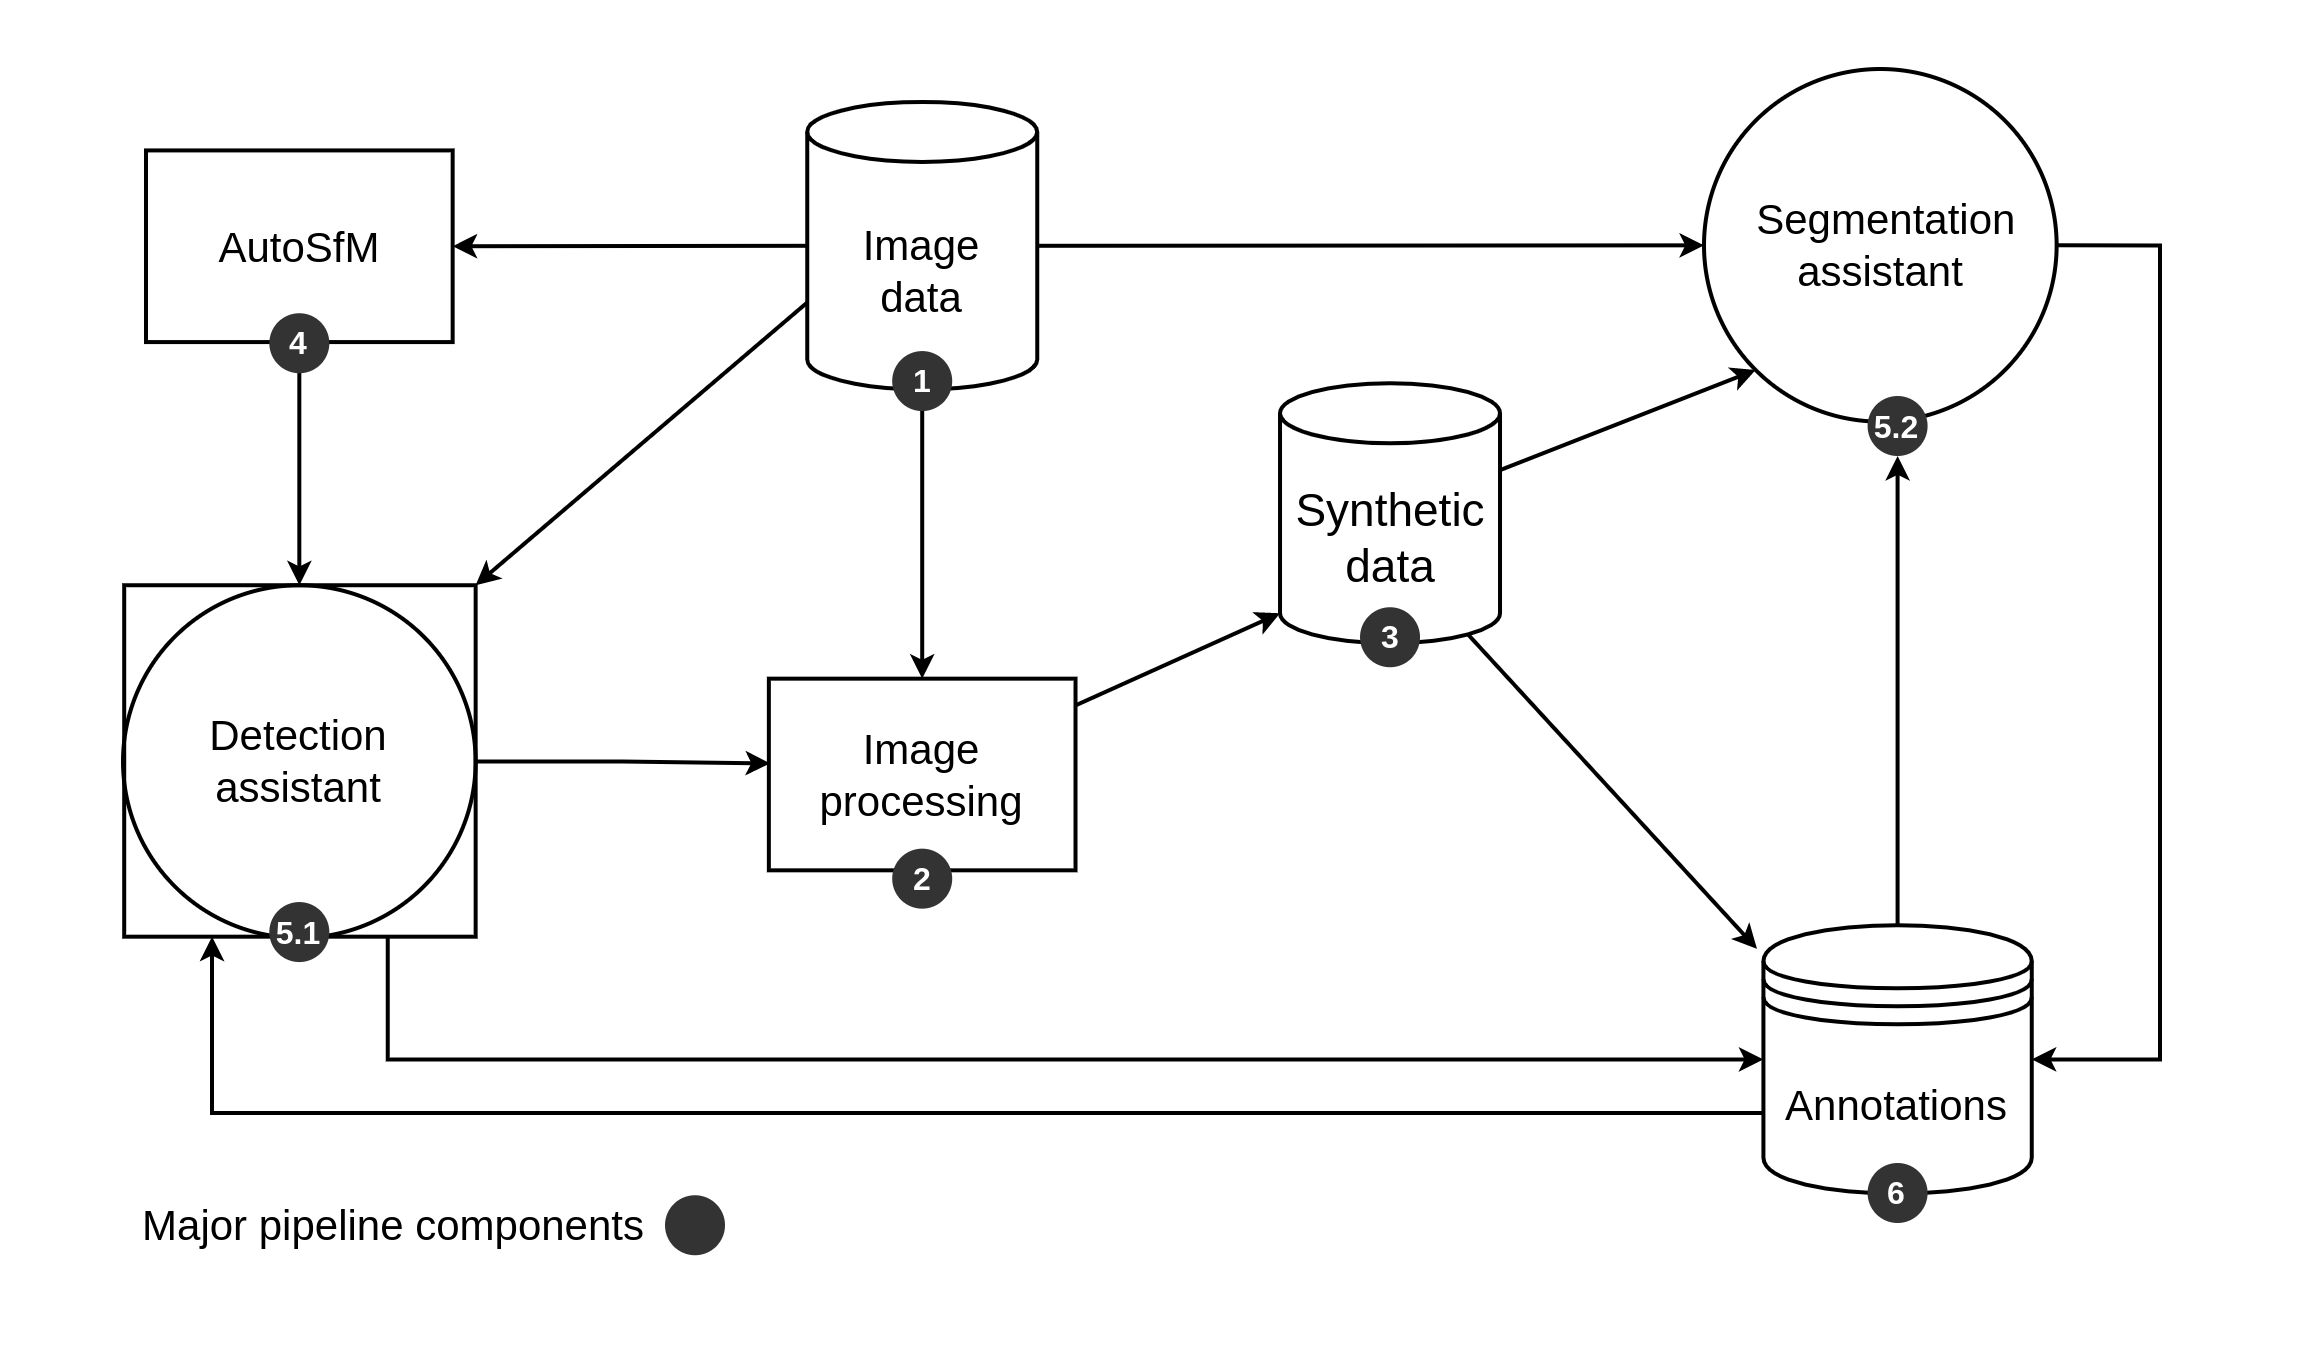 AutoSfM
4
Image
data
1
Segmentation
assistant
5.2
Synthetic
data
3
Detection
assistant
5.1
Image
processing
2
Annotations
6
Major pipeline components